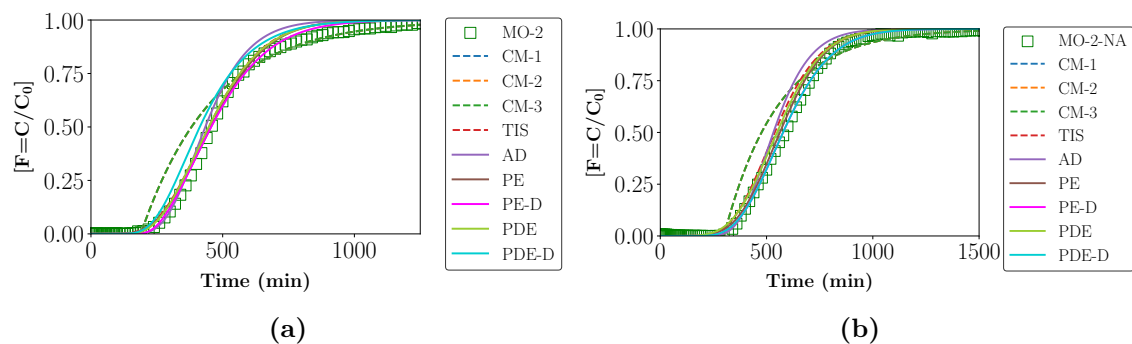 [F=C/C0]
1.00
0.75
0.50
0.25
0.00
0
500
1000
Time (min)
MO-2
CM-1
CM-2
CM-3
TIS
AD
PE
PE-D
PDE
PDE-D
(a)
[F=C/C0]
1.00
0.75
0.50
0.25
0.00
0
500
1000
1500
Time (min)
MO-2-NA
CM-1
CM-2
CM-3
TIS
AD
PE
PE-D
PDE
PDE-D
(b)